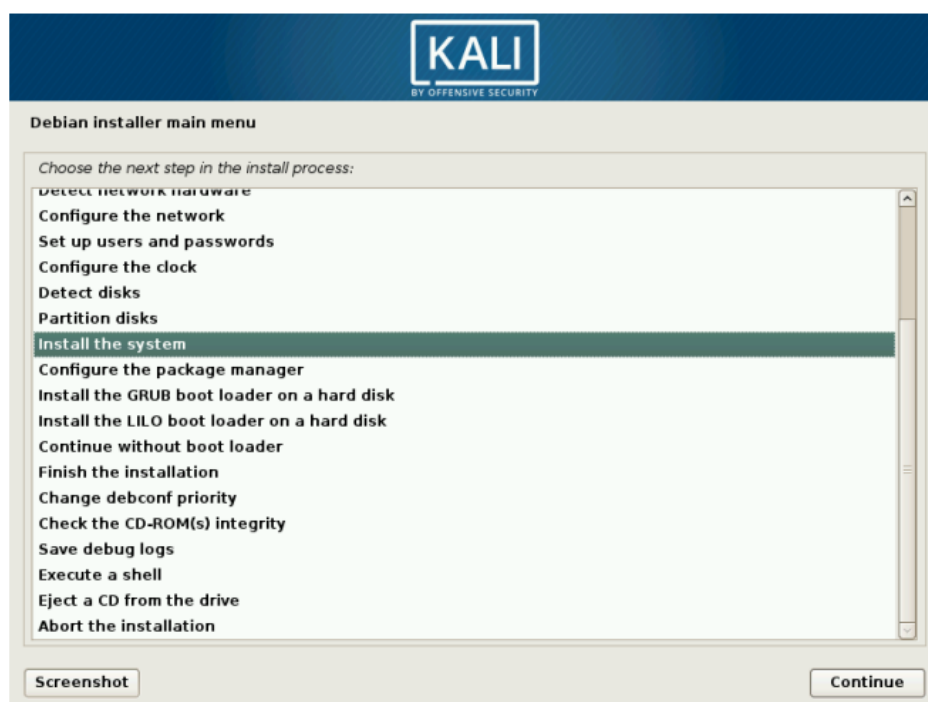 KALI
BY OFFENSIVE SECURITY
Debian installer main menu
Choose the next step in the install process:
Detect network hardware
Configure the network
Set up users and passwords
Configure the clock
Detect disks
Partition disks
Install the system
Configure the package manager
Install the GRUB boot loader on a hard disk
Install the LILO boot loader on a hard disk
Continue without boot loader
Finish the installation
Change debconf priority
Check the CD-ROM(s) integrity
Save debug logs
Execute a shell
Eject a CD from the drive
Abort the installation
Screenshot
Continue